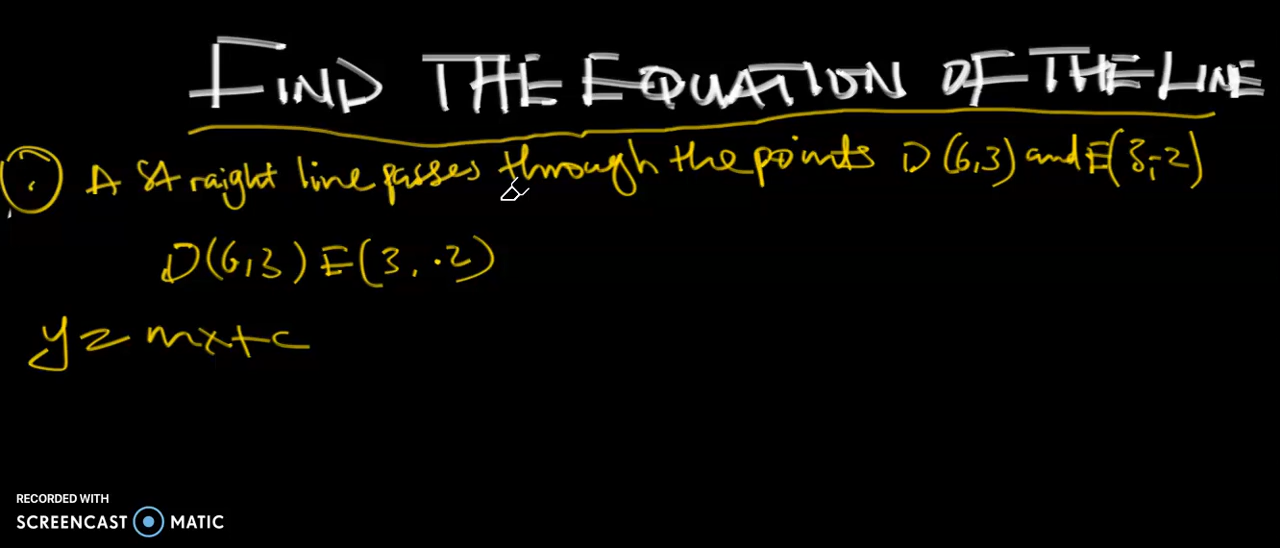 FIND THE EQUATION OF THE LINE
A straight line passes through the points D(6,3) and E(3,-2)
D(6,3) E(3,-2)
y = mx+c
RECORDED WITH
SCREENCAST MATIC